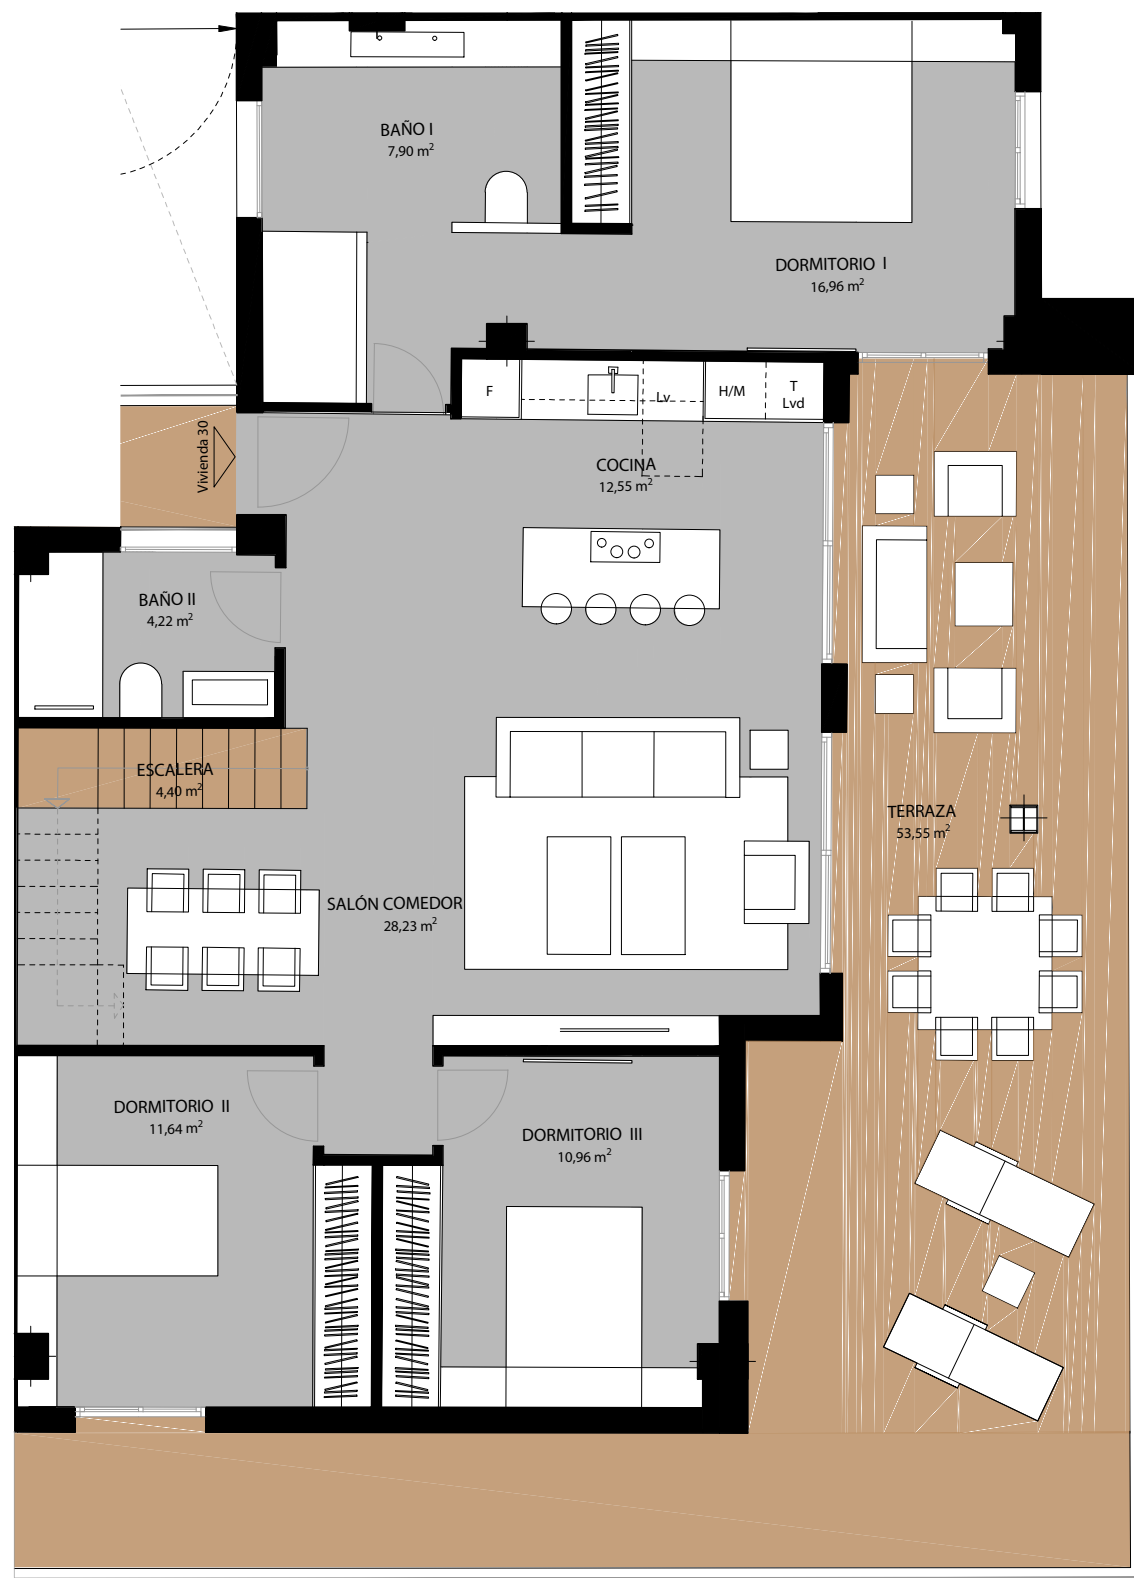 BAÑO I
7,90 m²
DORMITORIO I
16,96 m²
F
Lv
H/M
T
Lvd
Vivienda 30
COCINA
12,55 m²
BAÑO II
4,22 m²
ESCALERA
4,40 m²
TERRAZA
53,55 m²
SALÓN COMEDOR
28,23 m²
DORMITORIO II
11,64 m²
DORMITORIO III
10,96 m²